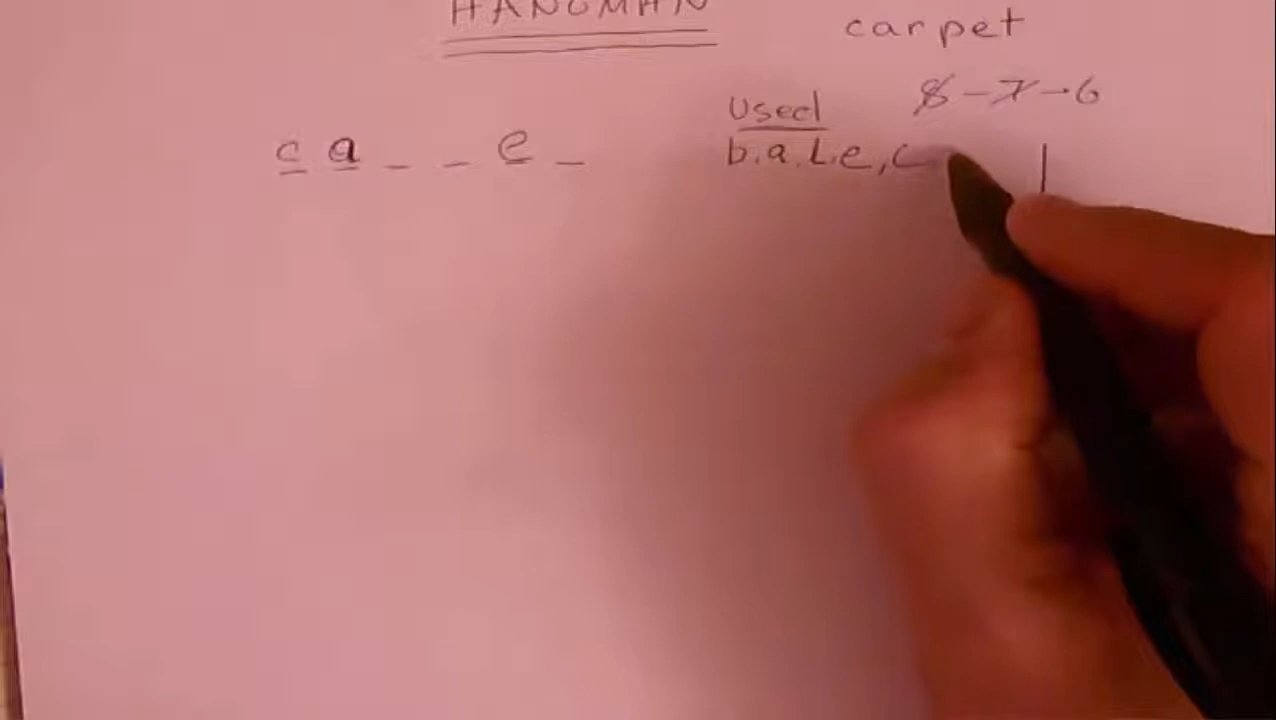 HANGMAN
carpet
8 - 7 - 6
Used
c a _ _ e _
b.a.L.e,c